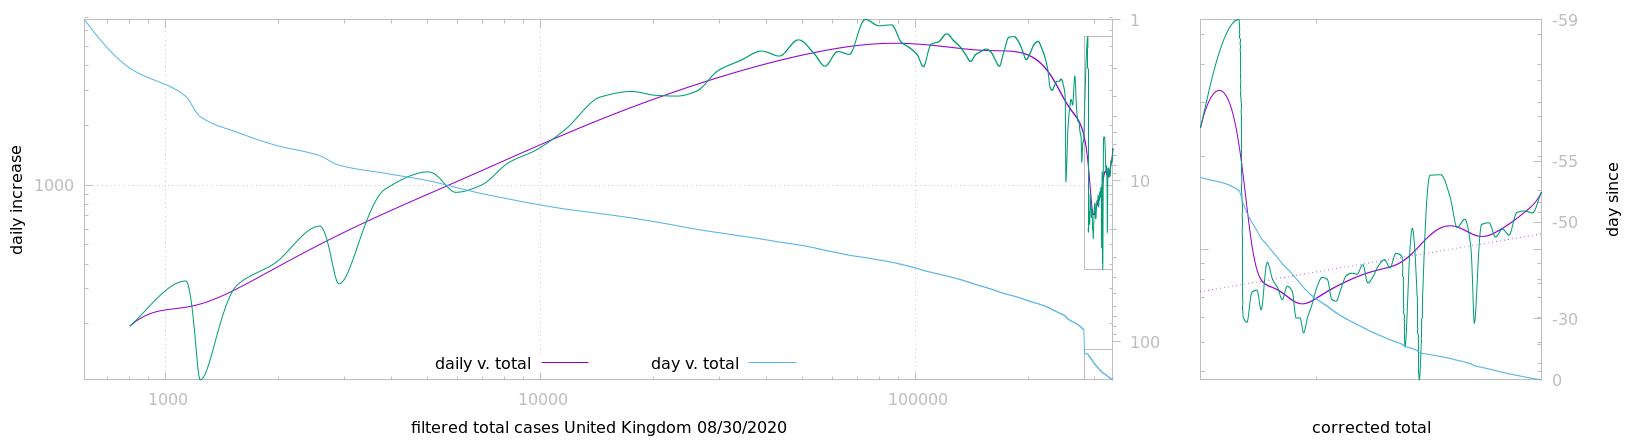 daily increase
1000
daily v. total
day v. total
1000
10000
100000
filtered total cases United Kingdom 08/30/2020
1
10
100
-59
-55
-50
-30
0
day since
corrected total